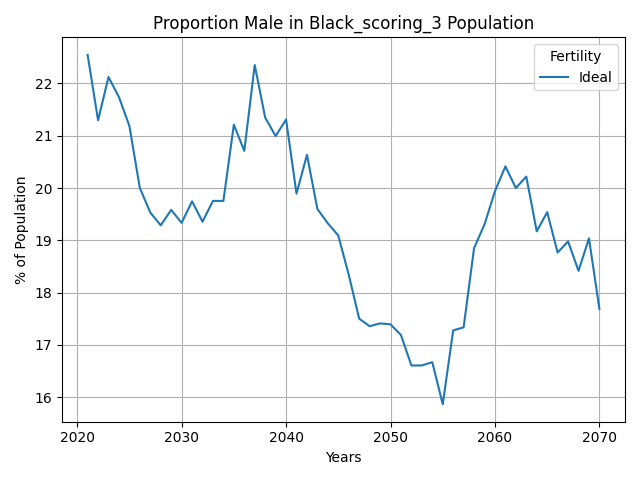 Proportion Male in Black_scoring_3 Population
Fertility
Ideal
22
21
20
19
18
17
16
% of Population
2020 2030 2040 2050 2060 2070
Years